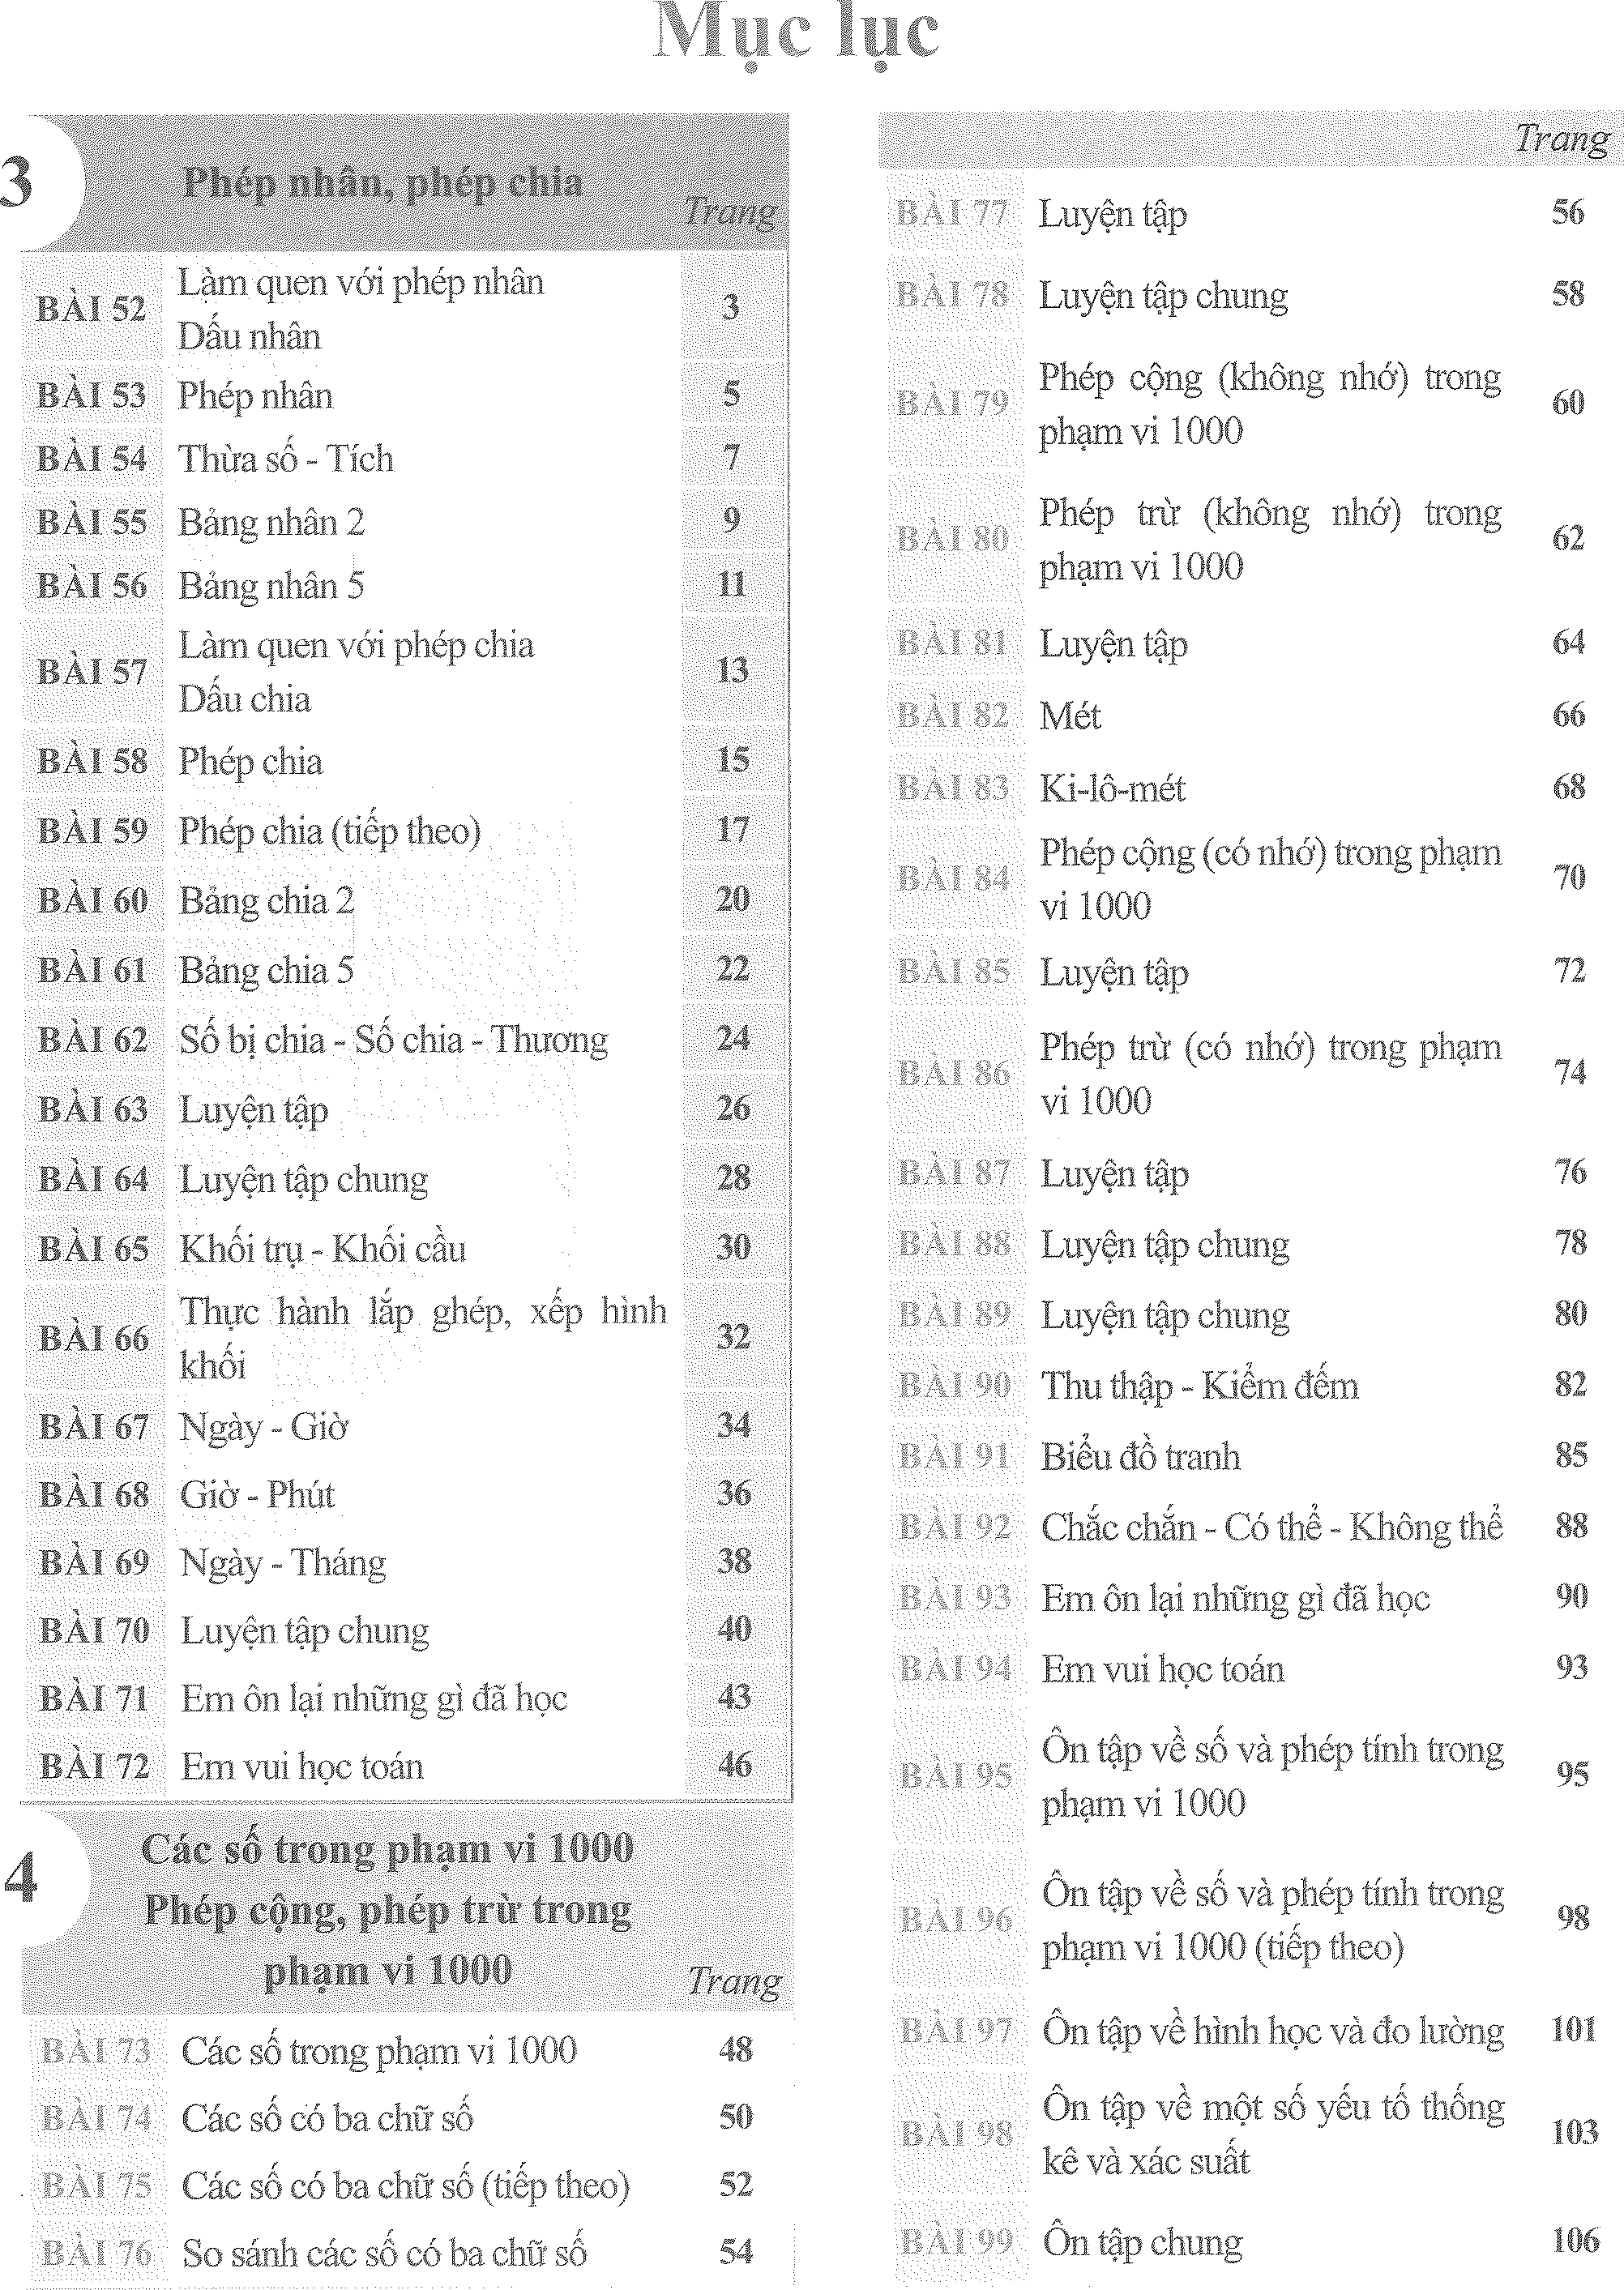 Mục lục
3
Phép nhân, phép chia
Trang
BÀI 52 Làm quen với phép nhân 3
Dấu nhân
BÀI 53 Phép nhân 5
BÀI 54 Thừa số - Tích 7
BÀI 55 Bảng nhân 2 9
BÀI 56 Bảng nhân 5 11
BÀI 57 Làm quen với phép chia 13
Dấu chia
BÀI 58 Phép chia 15
BÀI 59 Phép chia (tiếp theo) 17
BÀI 60 Bảng chia 2 20
BÀI 61 Bảng chia 5 22
BÀI 62 Số bị chia - Số chia - Thương 24
BÀI 63 Luyện tập 26
BÀI 64 Luyện tập chung 28
BÀI 65 Khối trụ - Khối cầu 30
BÀI 66 Thực hành lắp ghép, xếp hình 32
khối
BÀI 67 Ngày - Giờ 34
BÀI 68 Giờ - Phút 36
BÀI 69 Ngày - Tháng 38
BÀI 70 Luyện tập chung 40
BÀI 71 Em ôn lại những gì đã học 43
BÀI 72 Em vui học toán 46
4
Các số trong phạm vi 1000
Phép cộng, phép trừ trong
phạm vi 1000
Trang
BÀI 73 Các số trong phạm vi 1000 48
BÀI 74 Các số có ba chữ số 50
BÀI 75 Các số có ba chữ số (tiếp theo) 52
BÀI 76 So sánh các số có ba chữ số 54
Trang
BÀI 77 Luyện tập 56
BÀI 78 Luyện tập chung 58
BÀI 79 Phép cộng (không nhớ) trong 60
phạm vi 1000
BÀI 80 Phép trừ (không nhớ) trong 62
phạm vi 1000
BÀI 81 Luyện tập 64
BÀI 82 Mét 66
BÀI 83 Ki-lô-mét 68
BÀI 84 Phép cộng (có nhớ) trong phạm 70
vi 1000
BÀI 85 Luyện tập 72
BÀI 86 Phép trừ (có nhớ) trong phạm 74
vi 1000
BÀI 87 Luyện tập 76
BÀI 88 Luyện tập chung 78
BÀI 89 Luyện tập chung 80
BÀI 90 Thu thập - Kiểm đếm 82
BÀI 91 Biểu đồ tranh 85
BÀI 92 Chắc chắn - Có thể - Không thể 88
BÀI 93 Em ôn lại những gì đã học 90
BÀI 94 Em vui học toán 93
BÀI 95 Ôn tập về số và phép tính trong 95
phạm vi 1000
BÀI 96 Ôn tập về số và phép tính trong 98
phạm vi 1000 (tiếp theo)
BÀI 97 Ôn tập về hình học và đo lường 101
BÀI 98 Ôn tập về một số yếu tố thống 103
kê và xác suất
BÀI 99 Ôn tập chung 106